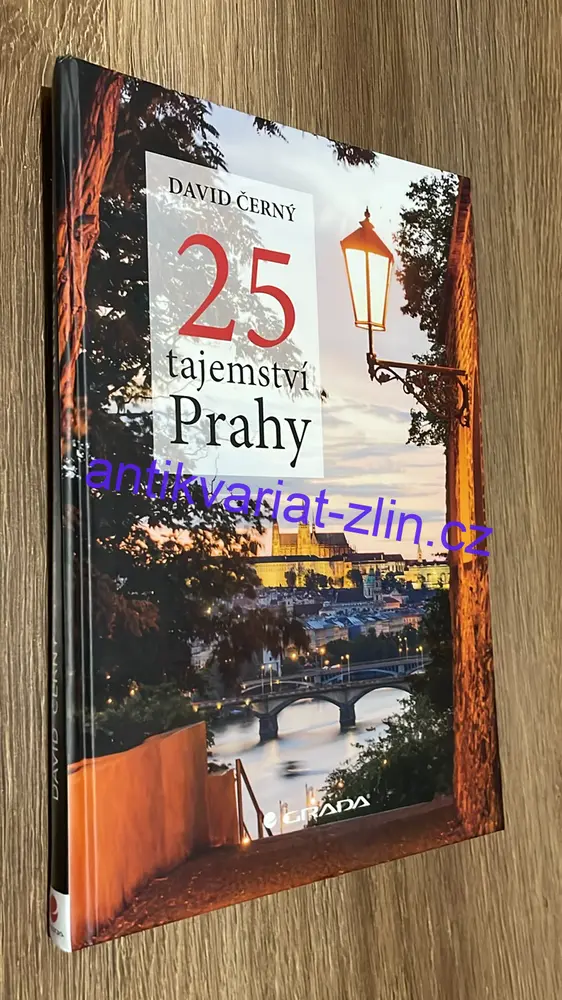 DAVID ČERNÝ
25
tajemství
Prahy
antikvariat-zlin.cz
GRADA
DAVID ČERNÝ